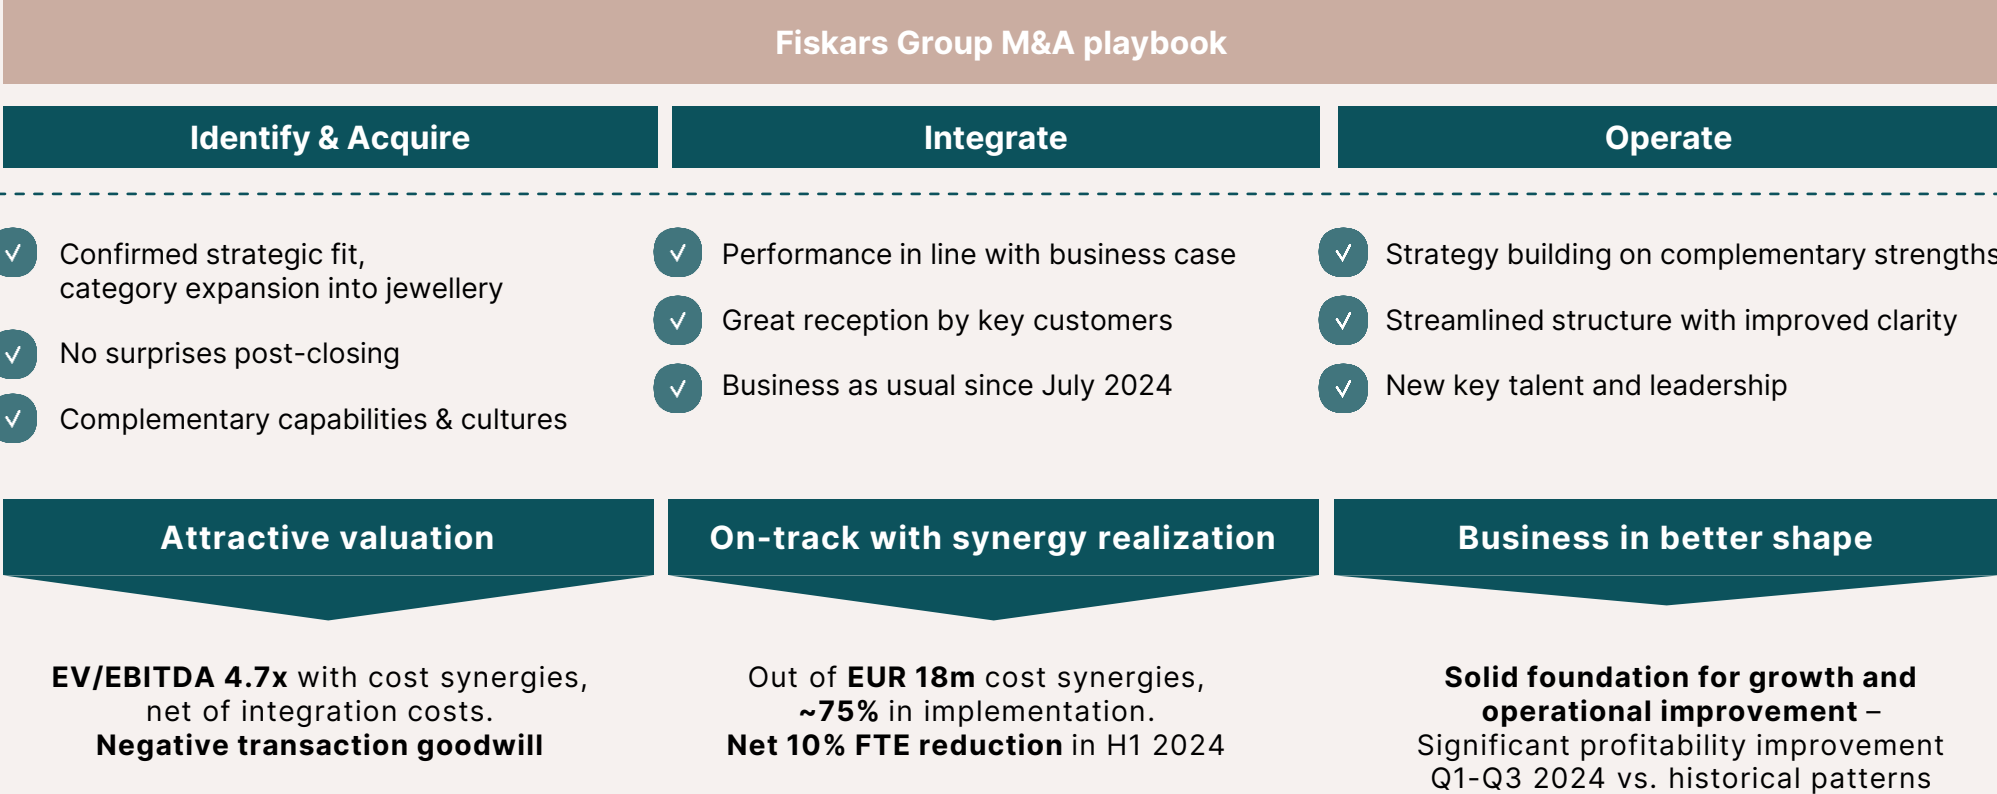 Fiskars Group M&A playbook
Identify & Acquire
Integrate
Operate
Confirmed strategic fit,
category expansion into jewellery
No surprises post-closing
Complementary capabilities & cultures
Performance in line with business case
Great reception by key customers
Business as usual since July 2024
Strategy building on complementary strengths
Streamlined structure with improved clarity
New key talent and leadership
Attractive valuation
On-track with synergy realization
Business in better shape
EV/EBITDA 4.7x with cost synergies,
net of integration costs.
Negative transaction goodwill
Out of EUR 18m cost synergies,
~75% in implementation.
Net 10% FTE reduction in H1 2024
Solid foundation for growth and
operational improvement –
Significant profitability improvement
Q1-Q3 2024 vs. historical patterns